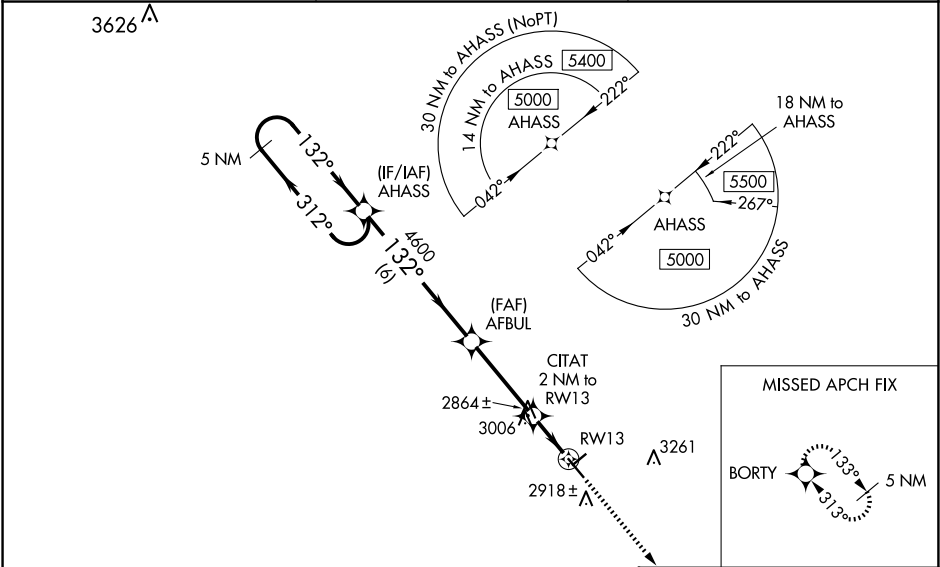 3626
30 NM to AHASS (NoPT)
5400
14 NM to AHASS
5000
AHASS
222°
042°
18 NM to
AHASS
222°
5500
267°
AHASS
042°
5000
30 NM to AHASS
5 NM
132°
312°
(IF/IAF)
AHASS
4600
132°
(6)
(FAF)
AFBUL
CITAT
2 NM to
RW13
2864±
3006
RW13
3261
2918±
MISSED APCH FIX
BORTY
133°
313°
5 NM